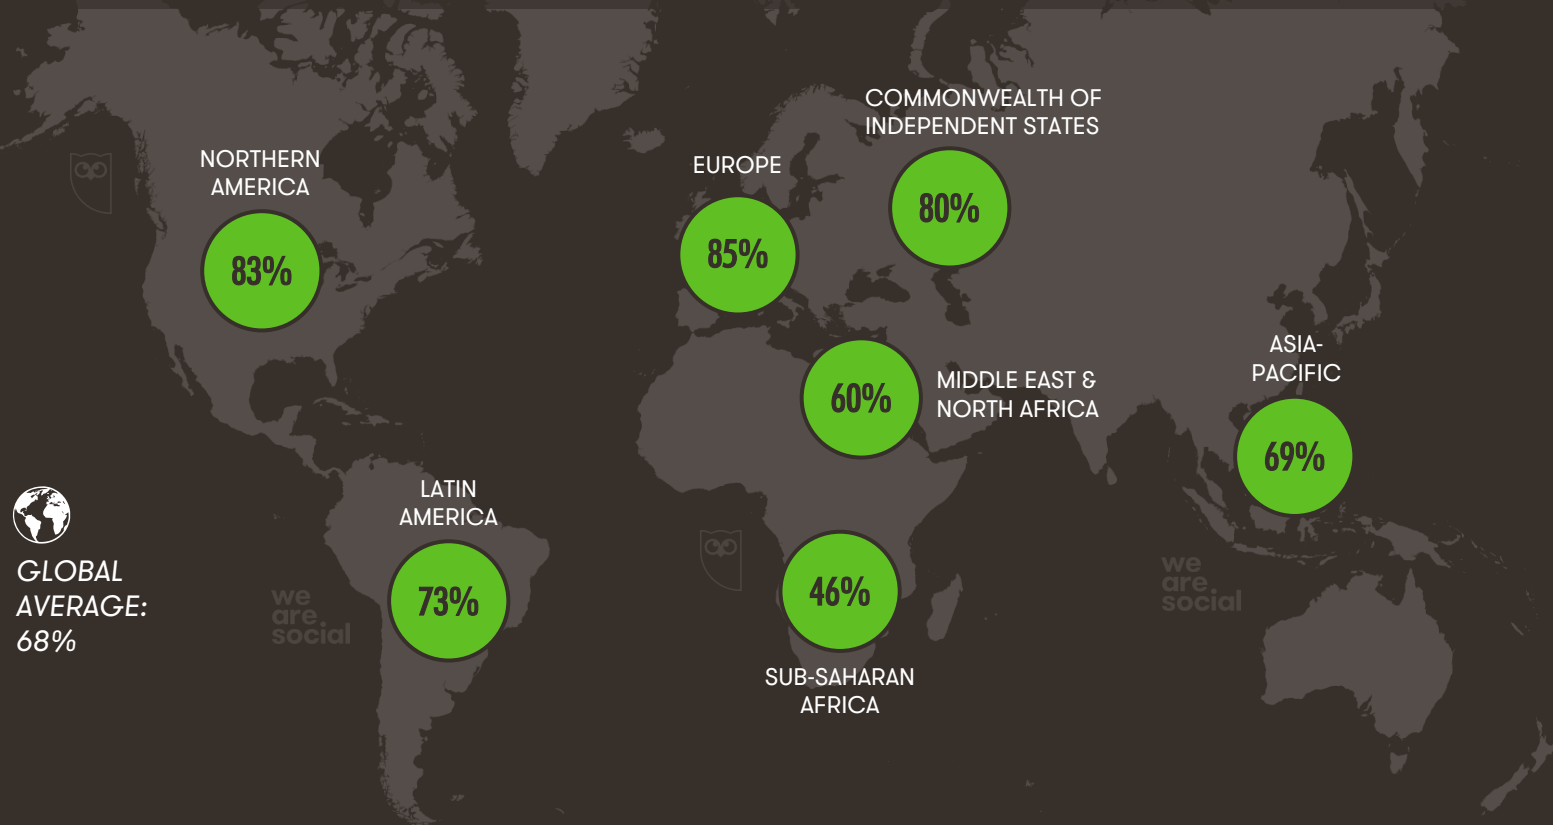 COMMONWEALTH OF
INDEPENDENT STATES
80%
NORTHERN
AMERICA
83%
EUROPE
85%
MIDDLE EAST &
NORTH AFRICA
60%
ASIA-
PACIFIC
69%
LATIN
AMERICA
73%
46%
SUB-SAHARAN
AFRICA
GLOBAL
AVERAGE:
68%
we
are
social
we
are
social